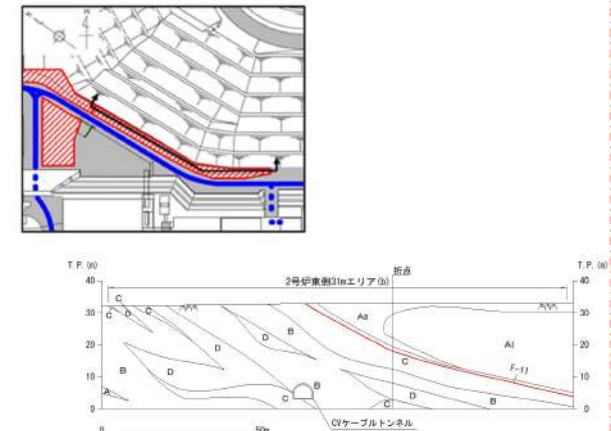 T.P.(m) 折点 T.P.(m)
2号炉東側31mエリア(b)
40 40
C
30 C D C Aa 30
B D Al
20 D C 20
B F-11
10 D D 10
A C B C B
0 0
CVケーブルトンネル
0 50m